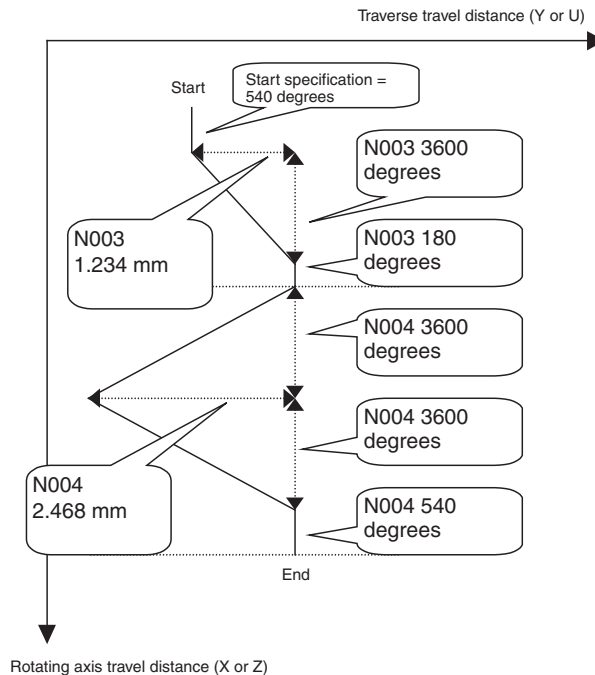 Traverse travel distance (Y or U)
Start
Start specification =
540 degrees
N003 3600
degrees
N003
1.234 mm
N003 180
degrees
N004 3600
degrees
N004 3600
degrees
N004
2.468 mm
N004 540
degrees
End
Rotating axis travel distance (X or Z)